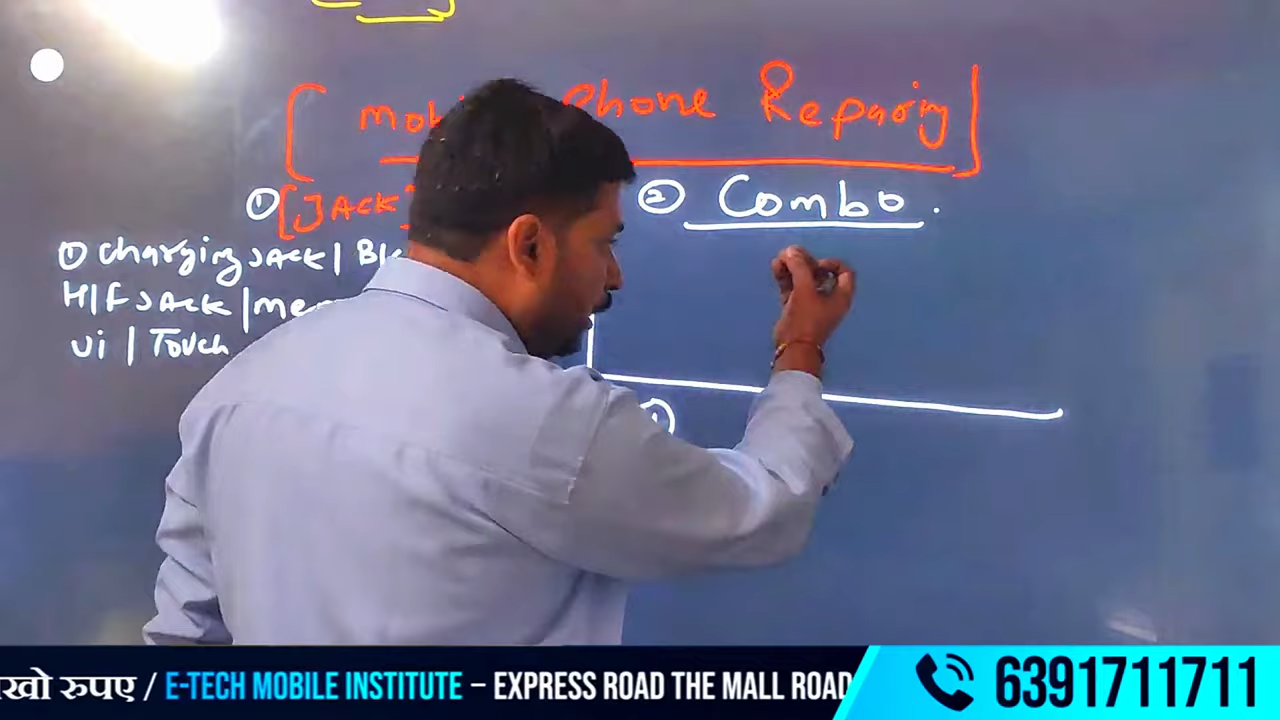 Phone Repairing
① [JACK] ② Combo.
① Charging JACK |
H/F JACK |
Ui | Touch
①
खो रुपए / E-TECH MOBILE INSTITUTE – EXPRESS ROAD THE MALL ROAD
6391711711